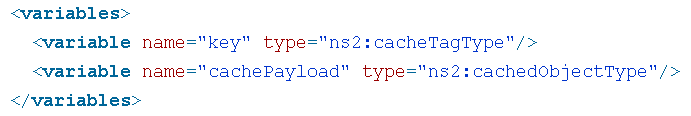 <variables>
  <variable name="key" type="ns2:cacheTagType"/>
  <variable name="cachePayload" type="ns2:cachedObjectType"/>
</variables>